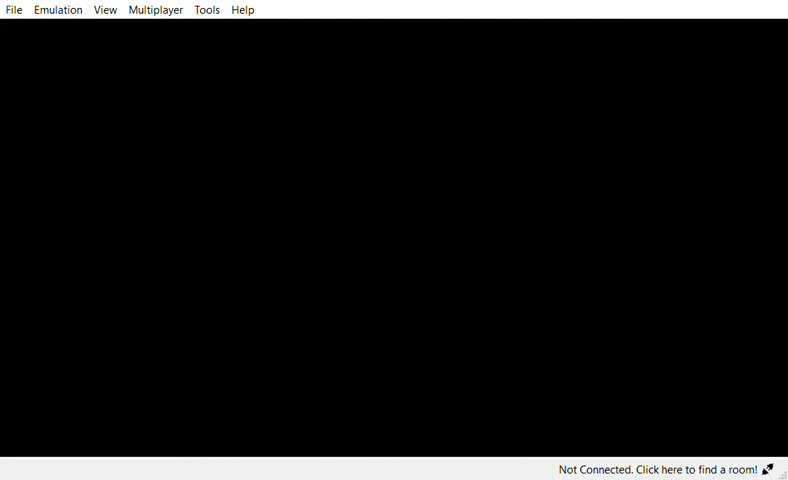 File Emulation View Multiplayer Tools Help
Not Connected. Click here to find a room!